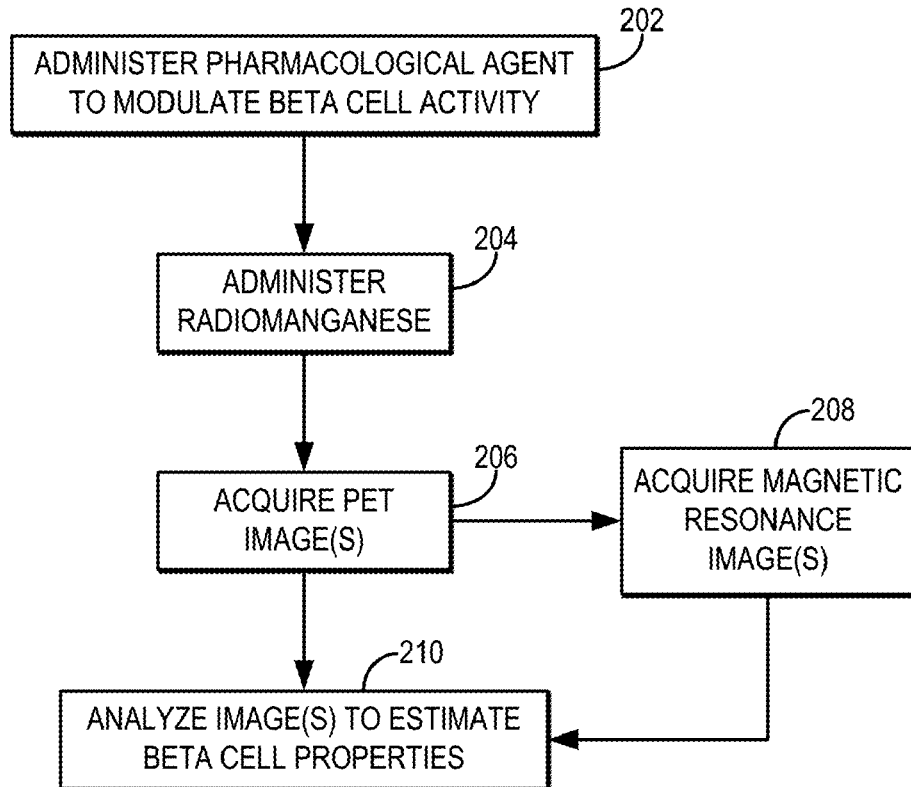 202
ADMINISTER PHARMACOLOGICAL AGENT
TO MODULATE BETA CELL ACTIVITY
204
ADMINISTER
RADIOMANGANESE
206
ACQUIRE PET
IMAGE(S)
208
ACQUIRE MAGNETIC
RESONANCE
IMAGE(S)
210
ANALYZE IMAGE(S) TO ESTIMATE
BETA CELL PROPERTIES